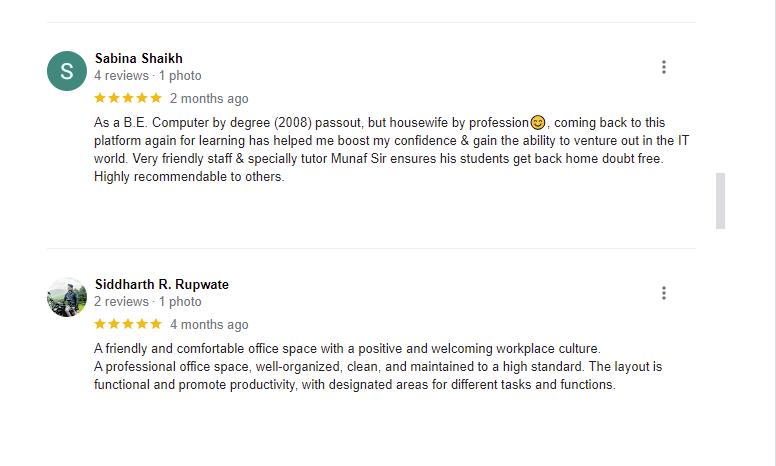 S
Sabina Shaikh
4 reviews · 1 photo
2 months ago
As a B.E. Computer by degree (2008) passout, but housewife by profession😊, coming back to this
platform again for learning has helped me boost my confidence & gain the ability to venture out in the IT
world. Very friendly staff & specially tutor Munaf Sir ensures his students get back home doubt free.
Highly recommendable to others.
Siddharth R. Rupwate
2 reviews · 1 photo
4 months ago
A friendly and comfortable office space with a positive and welcoming workplace culture.
A professional office space, well-organized, clean, and maintained to a high standard. The layout is
functional and promote productivity, with designated areas for different tasks and functions.